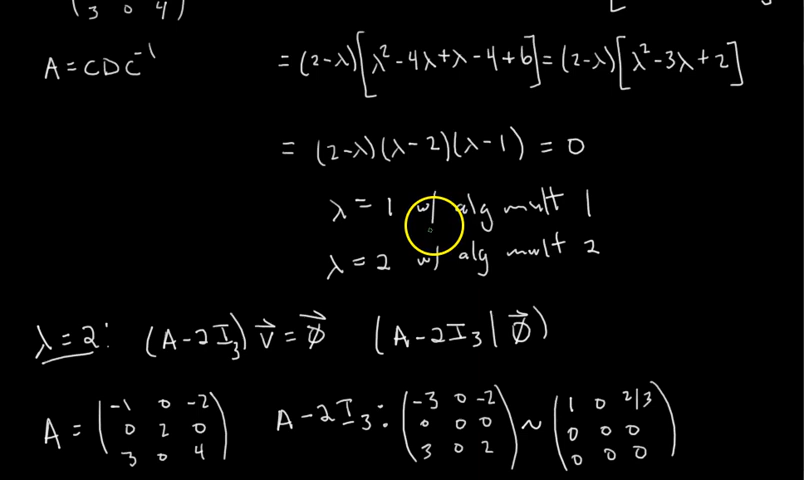 3 0 4
A = CDC⁻¹
= (2-λ)[λ²-4λ+λ-4+6] = (2-λ)[λ²-3λ+2]
= (2-λ)(λ-2)(λ-1) = 0
λ = 1 w/ alg mult 1
λ = 2 w/ alg mult 2
λ = 2: (A-2I₃)v⃗ = 0⃗ (A-2I₃ | 0⃗)
-1 0 -2 -3 0 -2 1 0 2/3
A = 0 2 0 A-2I₃: 0 0 0 ~ 0 0 0
3 0 4 3 0 2 0 0 0